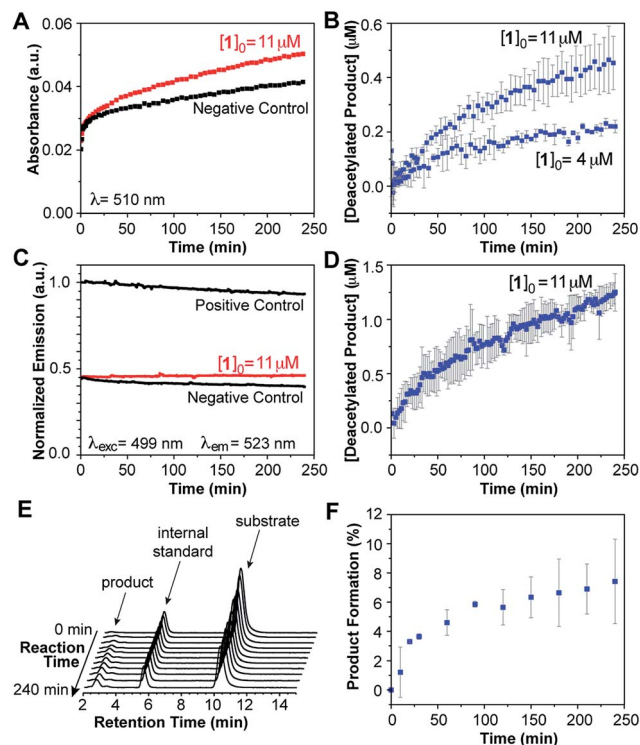 A
Absorbance (a.u.)
0.06
0.04
0.02
0.00
[1]₀= 11 μM
Negative Control
λ= 510 nm
0 50 100 150 200 250
Time (min)
B
[Deacetylated Product] (μM)
0.6
0.4
0.2
0.0
[1]₀= 11 μM
[1]₀= 4 μM
0 50 100 150 200 250
Time (min)
C
Normalized Emission (a.u.)
1.0
0.5
0.0
Positive Control
[1]₀= 11 μM
Negative Control
λexc= 499 nm λem= 523 nm
0 50 100 150 200 250
Time (min)
D
[Deacetylated Product] (μM)
1.5
1.0
0.5
0.0
[1]₀= 11 μM
0 50 100 150 200 250
Time (min)
E
product
internal
standard
substrate
0 min
Reaction
Time
240 min
2 4 6 8 10 12 14
Retention Time (min)
F
Product Formation (%)
12
10
8
6
4
2
0
0 50 100 150 200 250
Time (min)